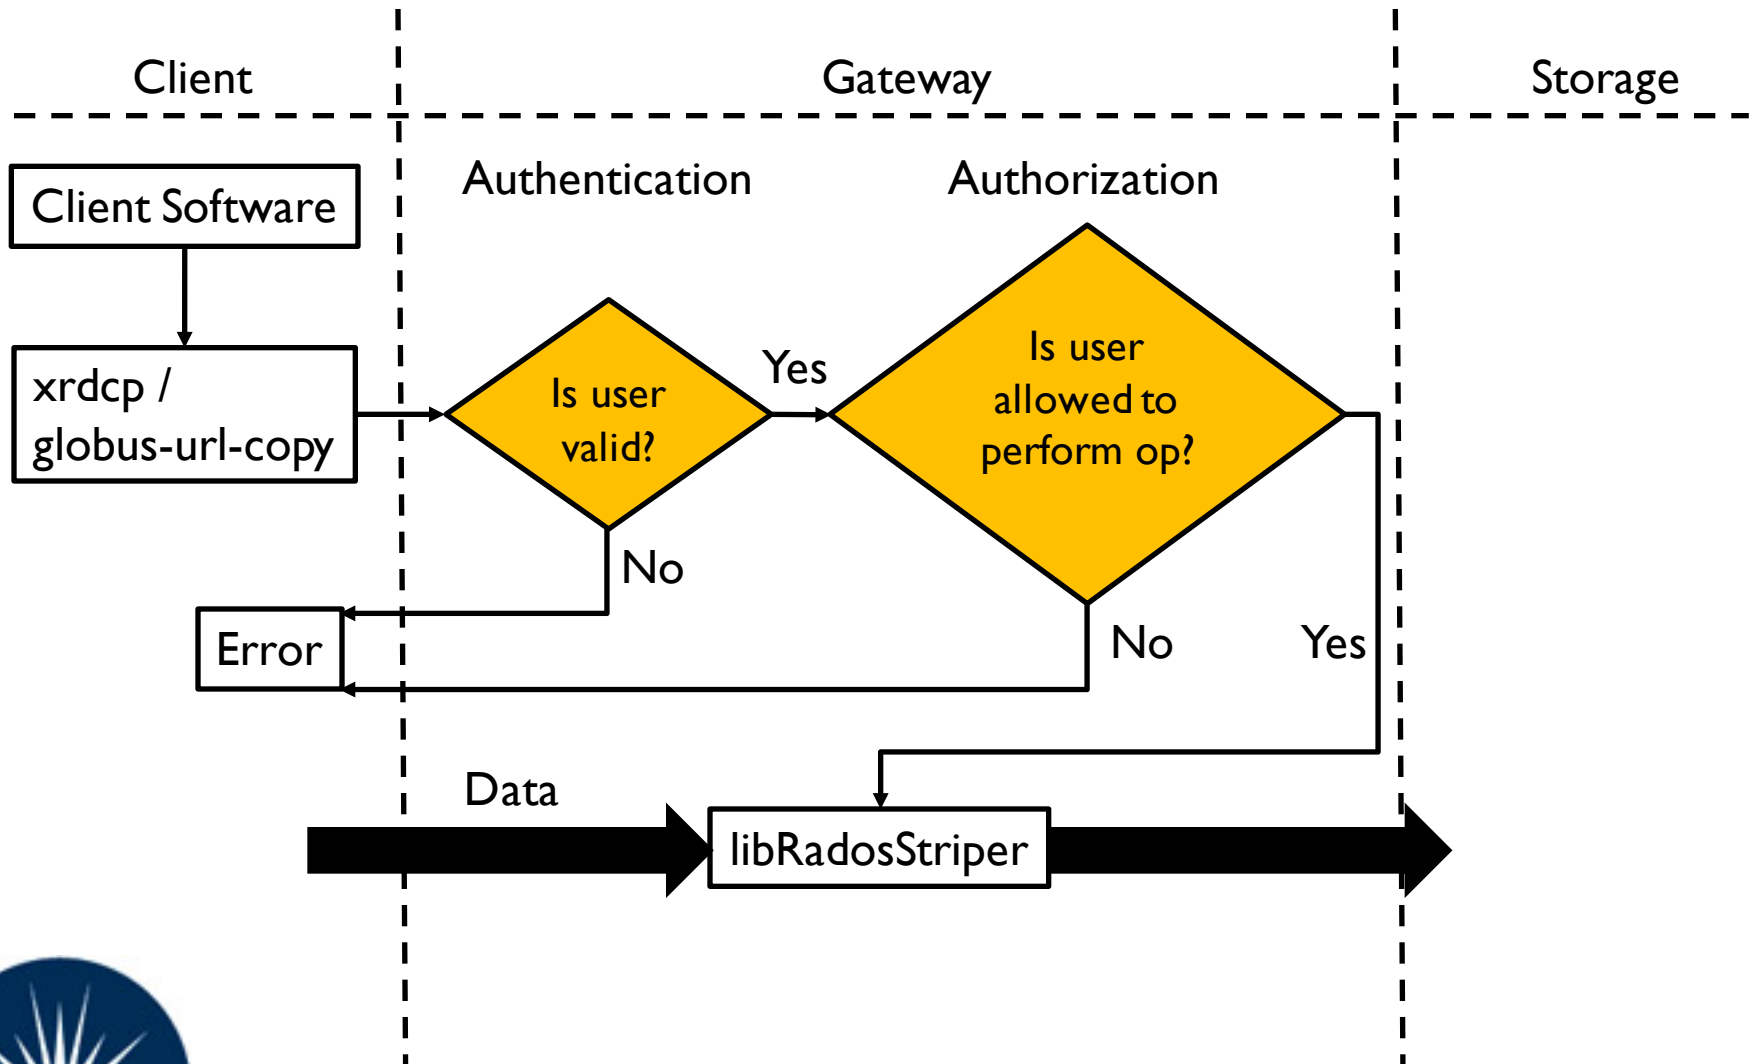 Client
Gateway
Storage
Authentication
Authorization
Client Software
xrdcp /
globus-url-copy
Is user
valid?
Yes
Is user
allowed to
perform op?
No
Error
No
Yes
Data
libRadosStriper